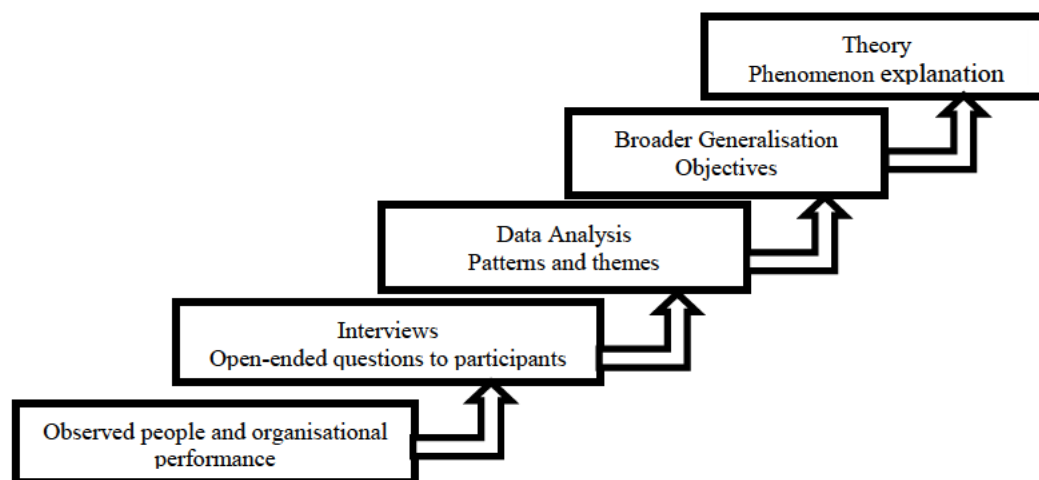 Theory
Phenomenon explanation
Broader Generalisation
Objectives
Data Analysis
Patterns and themes
Interviews
Open-ended questions to participants
Observed people and organisational
performance